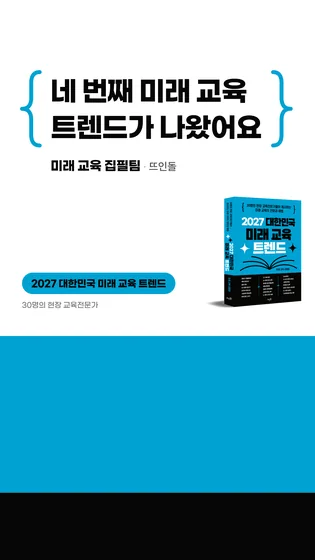 네 번째 미래 교육
트렌드가 나왔어요
미래 교육 집필팀 · 뜨인돌
2027 대한민국
미래 교육
트렌드
2027 대한민국 미래 교육 트렌드
30명의 현장 교육전문가